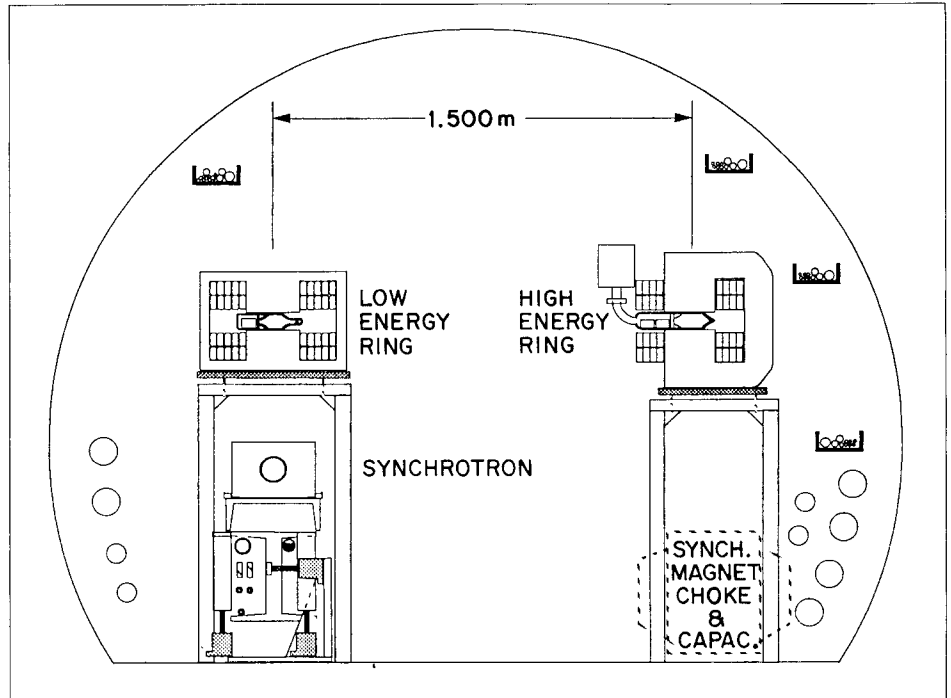 1.500 m
LOW
ENERGY
RING
HIGH
ENERGY
RING
SYNCHROTRON
SYNCH.
MAGNET
CHOKE
&
CAPAC.